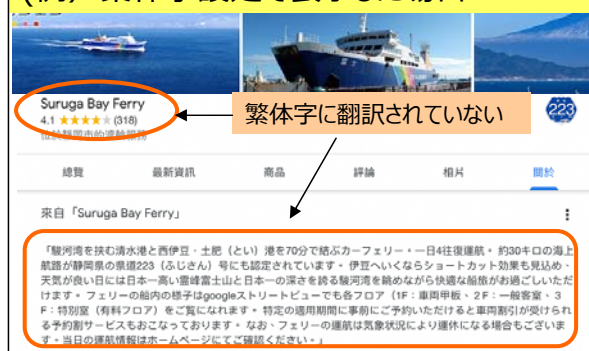 Suruga Bay Ferry
4.1 ★★★★★ (318)
繁体字に翻訳されていない
223
總覽 最新資訊 商品 評論 相片 關於
來自「Suruga Bay Ferry」
「駿河湾を挟む清水港と西伊豆・土肥（とい）港を70分で結ぶカーフェリー・一日4往復運航。約30キロの海上
航路が静岡県の県道223（ふじさん）号にも認定されています。伊豆へいくならショートカット効果も見込め、
天気が良い日には日本一高い霊峰富士山と日本一の深さを誇る駿河湾を眺めながら快適な船旅がお過ごしいただ
けます。フェリーの船内の様子はgoogleストリートビューでも各フロア（1F：車両甲板、2F：一般客室、3
F：特別室（有料フロア）をご覧になれます。特定の適用期間に事前にご予約いただけると車両割引が受けられ
る予約割サービスもおこなっております。なお、フェリーの運航は気象状況により運休になる場合もございま
す。当日の運航情報はホームページにてご確認ください。」